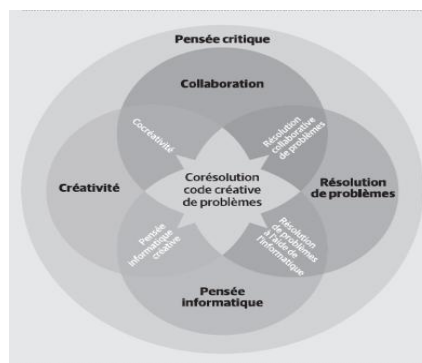 Pensée critique
Collaboration
Cocréativité
Résolution
collaborative
de problèmes
Créativité
Corésolution
code créative
de problèmes
Résolution
de problèmes
Pensée
informatique
créative
Résolution
de problèmes
à l'aide de
l'informatique
Pensée
informatique